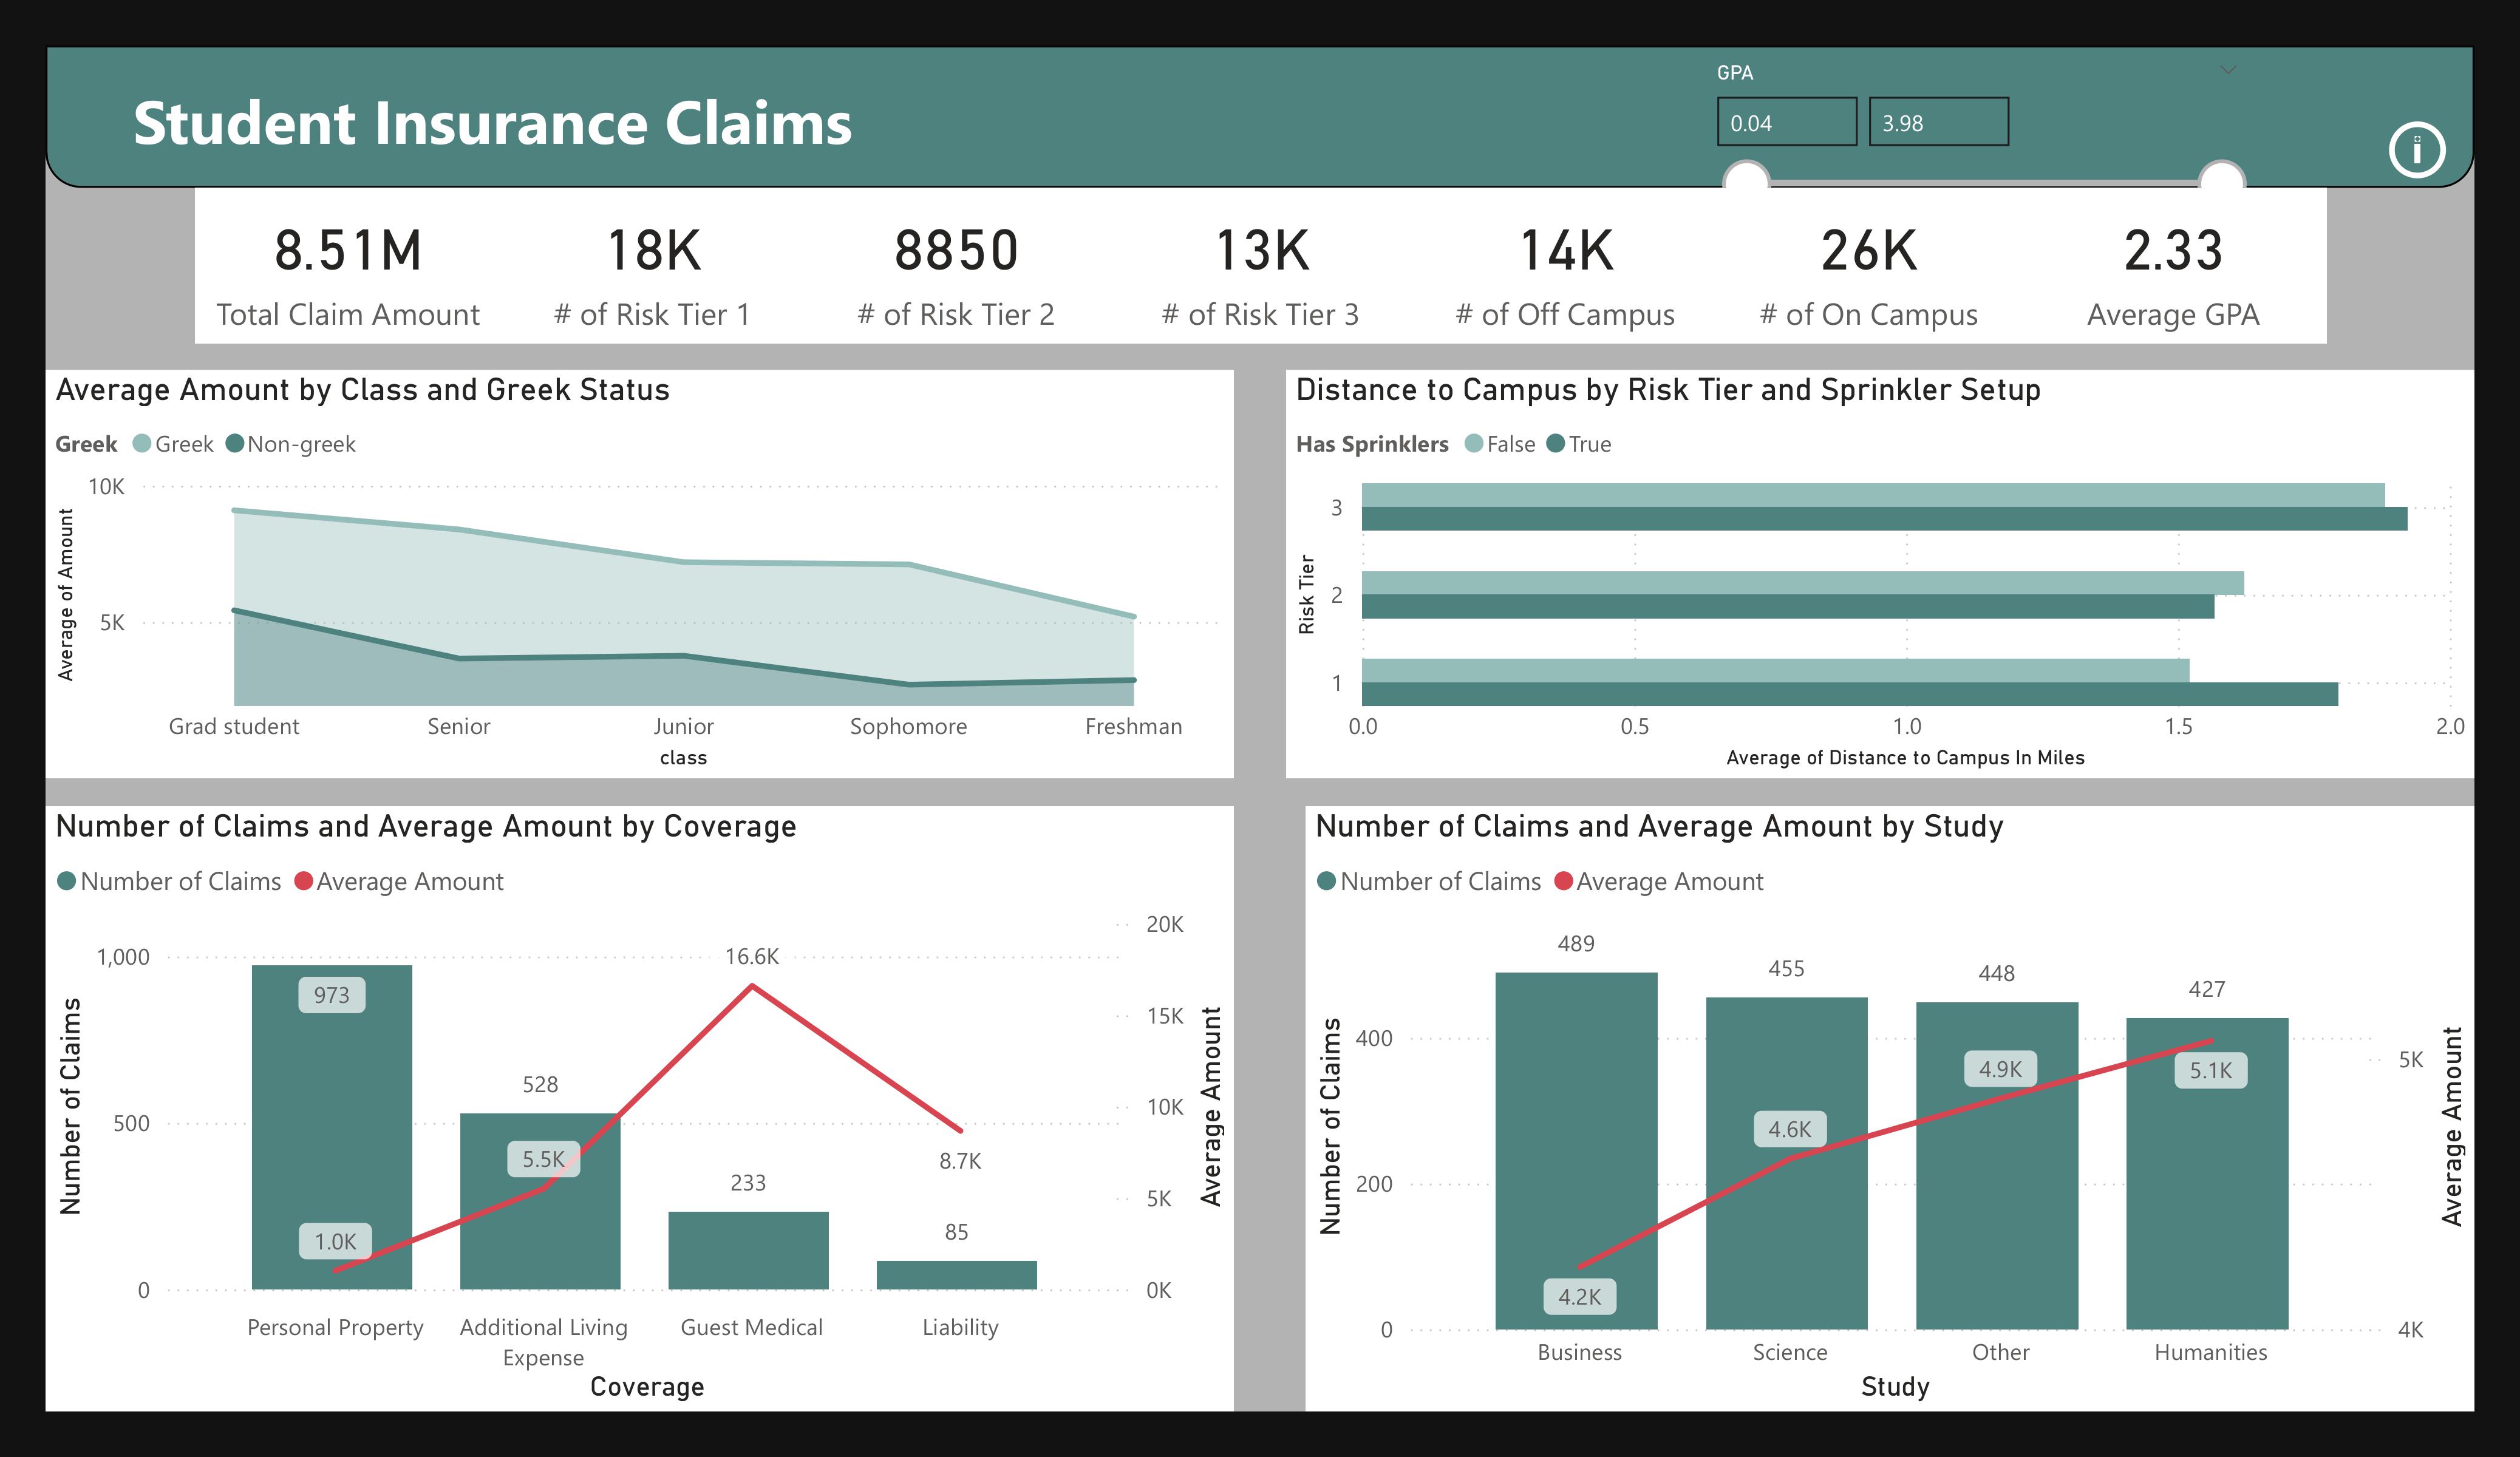 GPA
Student Insurance Claims
0.04 3.98
i
8.51M 18K 8850 13K 14K 26K 2.33
Total Claim Amount # of Risk Tier 1 # of Risk Tier 2 # of Risk Tier 3 # of Off Campus # of On Campus Average GPA
Average Amount by Class and Greek Status
Greek Greek Non-greek
10K
5K
Average of Amount
Grad student Senior Junior Sophomore Freshman
class
Distance to Campus by Risk Tier and Sprinkler Setup
Has Sprinklers False True
3
2
1
Risk Tier
0.0 0.5 1.0 1.5 2.0
Average of Distance to Campus In Miles
Number of Claims and Average Amount by Coverage
Number of Claims Average Amount
20K
1,000 16.6K
973
15K
528
500 10K
5.5K 8.7K
233 5K
85
1.0K
0 0K
Number of Claims
Average Amount
Personal Property Additional Living Expense Guest Medical Liability
Coverage
Number of Claims and Average Amount by Study
Number of Claims Average Amount
489
455 448
427
400 5K
4.9K 5.1K
4.6K
200
4.2K
0 4K
Number of Claims
Average Amount
Business Science Other Humanities
Study